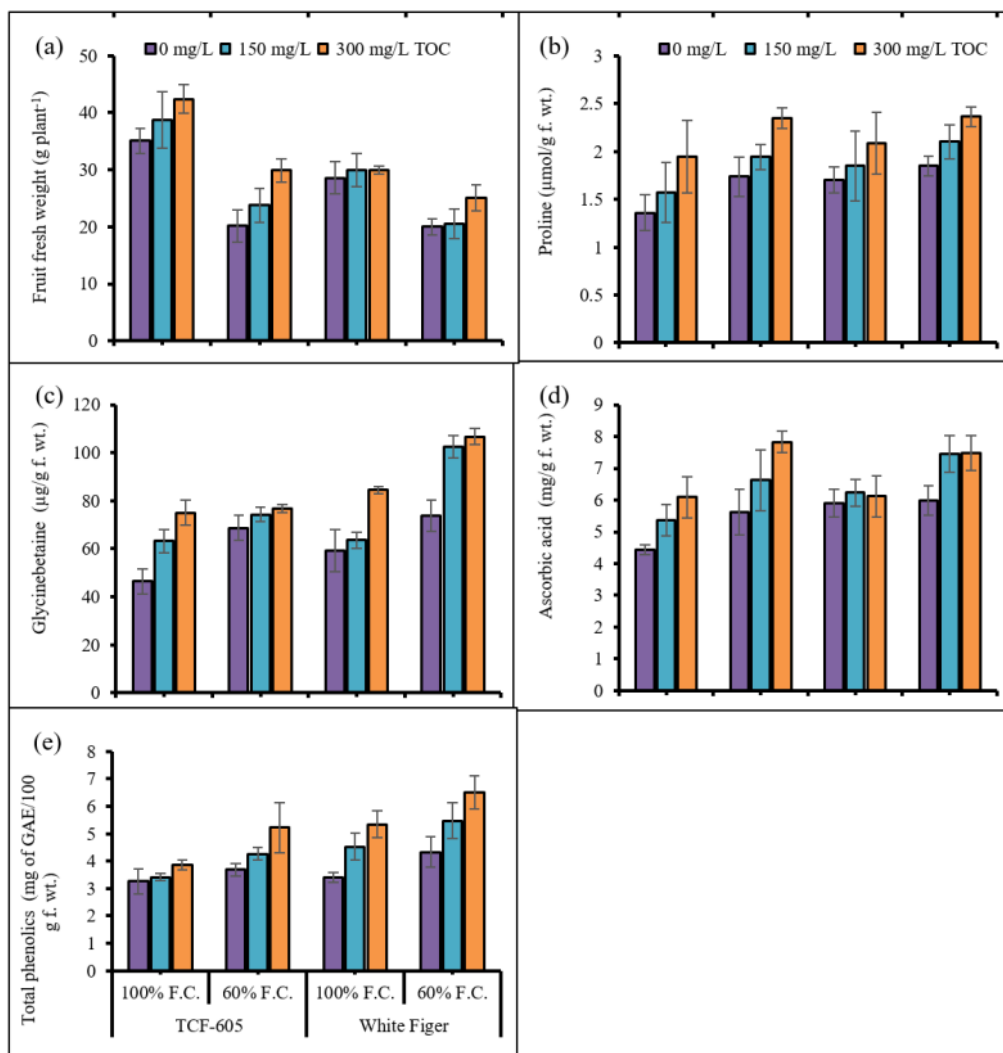 (a)
0 mg/L 150 mg/L 300 mg/L TOC
Fruit fresh weight (g plant⁻¹)
50
40
30
20
10
0
(b)
0 mg/L 150 mg/L 300 mg/L TOC
Proline (µmol/g f. wt.)
3
2.5
2
1.5
1
0.5
0
(c)
Glycinebetaine (µg/g f. wt.)
120
100
80
60
40
20
0
(d)
Ascorbic acid (mg/g f. wt.)
9
8
7
6
5
4
3
2
1
0
(e)
Total phenolics (mg of GAE/100
g f. wt.)
8
7
6
5
4
3
2
1
0
100% F.C. 60% F.C. 100% F.C. 60% F.C.
TCF-605 White Figer